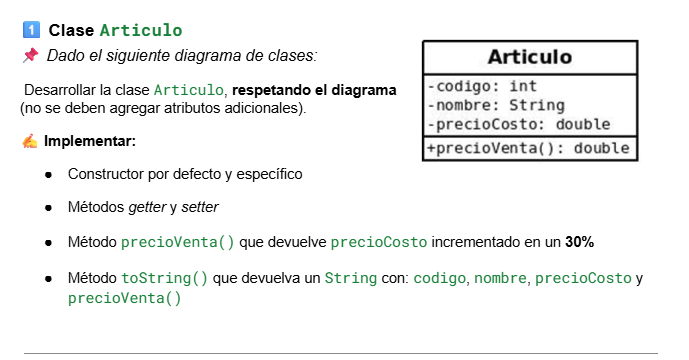 1 Clase Articulo
📌 Dado el siguiente diagrama de clases:
Desarrollar la clase Articulo, respetando el diagrama
(no se deben agregar atributos adicionales).
✍️ Implementar:
● Constructor por defecto y específico
● Métodos getter y setter
● Método precioVenta() que devuelve precioCosto incrementado en un 30%
● Método toString() que devuelva un String con: codigo, nombre, precioCosto y
precioVenta()
Articulo
-codigo: int
-nombre: String
-precioCosto: double
+precioVenta(): double